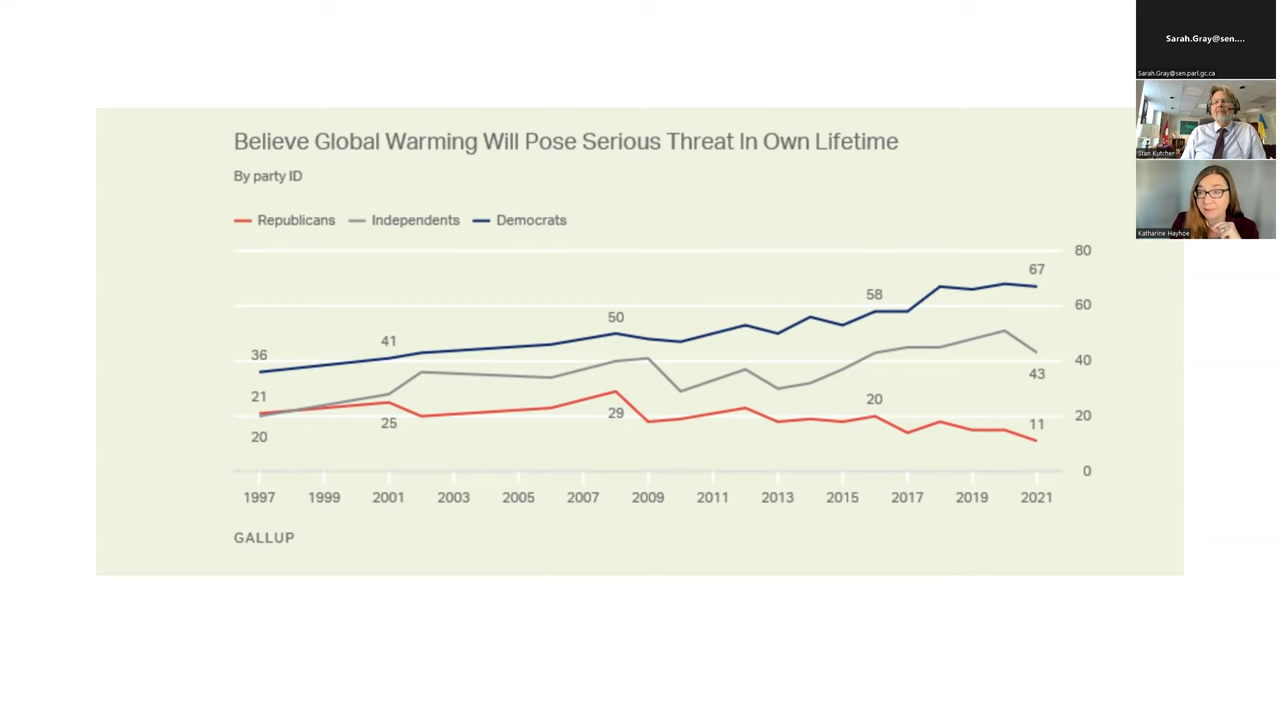 Sarah.Gray@sen....
Sarah.Gray@sen.parl.gc.ca
Stan Kutcher
Katharine Hayhoe
Believe Global Warming Will Pose Serious Threat In Own Lifetime
By party ID
Republicans Independents Democrats
80
67
58
60
50
41
36
40
43
21
29
20
25
20
11
20
0
1997 1999 2001 2003 2005 2007 2009 2011 2013 2015 2017 2019 2021
GALLUP